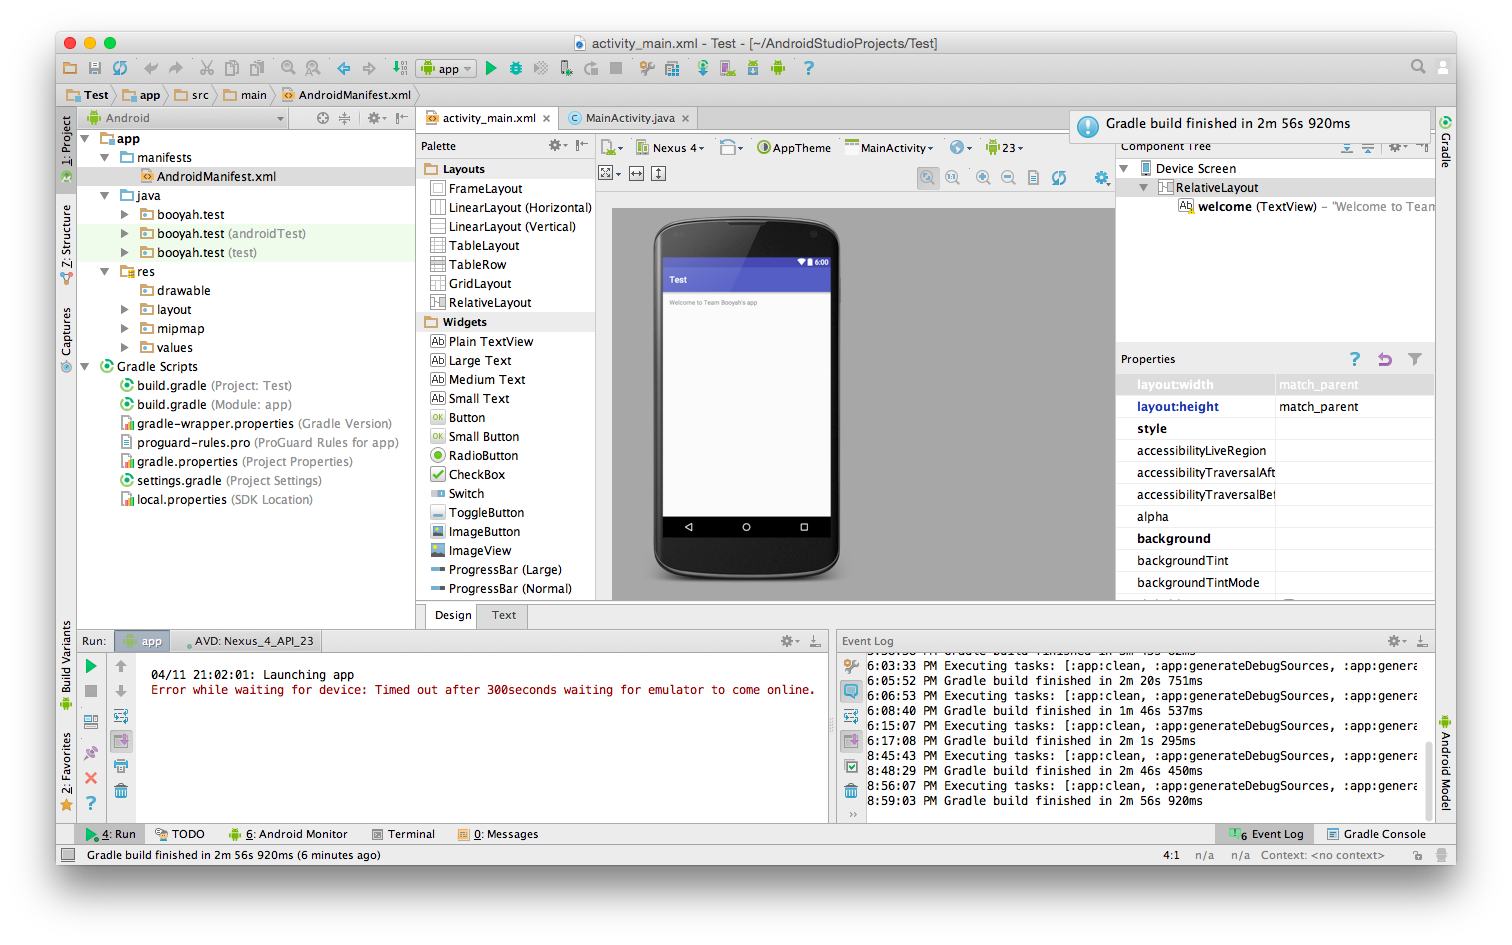 activity_main.xml - Test - [~/AndroidStudioProjects/Test]
app
Test app src main AndroidManifest.xml
1: Project
Z: Structure
Captures
Build Variants
2: Favorites
Android
app
manifests
AndroidManifest.xml
java
booyah.test
booyah.test (androidTest)
booyah.test (test)
res
drawable
layout
mipmap
values
Gradle Scripts
build.gradle (Project: Test)
build.gradle (Module: app)
gradle-wrapper.properties (Gradle Version)
proguard-rules.pro (ProGuard Rules for app)
gradle.properties (Project Properties)
settings.gradle (Project Settings)
local.properties (SDK Location)
activity_main.xml
MainActivity.java
Palette
Layouts
FrameLayout
LinearLayout (Horizontal)
LinearLayout (Vertical)
TableLayout
TableRow
GridLayout
RelativeLayout
Widgets
Plain TextView
Large Text
Medium Text
Small Text
Button
Small Button
RadioButton
CheckBox
Switch
ToggleButton
ImageButton
ImageView
ProgressBar (Large)
ProgressBar (Normal)
Nexus 4 AppTheme MainActivity 23
6:00
Test
Welcome to Team Booyah's app
Design Text
Gradle build finished in 2m 56s 920ms
Component Tree
Device Screen
RelativeLayout
welcome (TextView) - "Welcome to Team
Properties
layout:width match_parent
layout:height match_parent
style
accessibilityLiveRegion
accessibilityTraversalAft
accessibilityTraversalBef
alpha
background
backgroundTint
backgroundTintMode
Gradle
Android Model
Run: app AVD: Nexus_4_API_23
04/11 21:02:01: Launching app
Error while waiting for device: Timed out after 300seconds waiting for emulator to come online.
Event Log
6:03:33 PM Executing tasks: [:app:clean, :app:generateDebugSources, :app:genera
6:05:52 PM Gradle build finished in 2m 20s 751ms
6:06:53 PM Executing tasks: [:app:clean, :app:generateDebugSources, :app:genera
6:08:40 PM Gradle build finished in 1m 46s 537ms
6:15:07 PM Executing tasks: [:app:clean, :app:generateDebugSources, :app:genera
6:17:08 PM Gradle build finished in 2m 1s 295ms
8:45:43 PM Executing tasks: [:app:clean, :app:generateDebugSources, :app:genera
8:48:29 PM Gradle build finished in 2m 46s 450ms
8:56:07 PM Executing tasks: [:app:clean, :app:generateDebugSources, :app:genera
8:59:03 PM Gradle build finished in 2m 56s 920ms
4: Run TODO 6: Android Monitor Terminal 0: Messages 6 Event Log Gradle Console
Gradle build finished in 2m 56s 920ms (6 minutes ago) 4:1 n/a n/a Context: <no context>